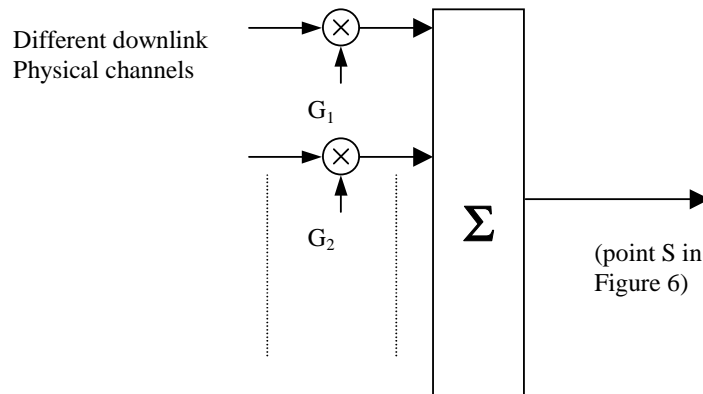 Different downlink
Physical channels
G₁
G₂
Σ
(point S in
Figure 6)